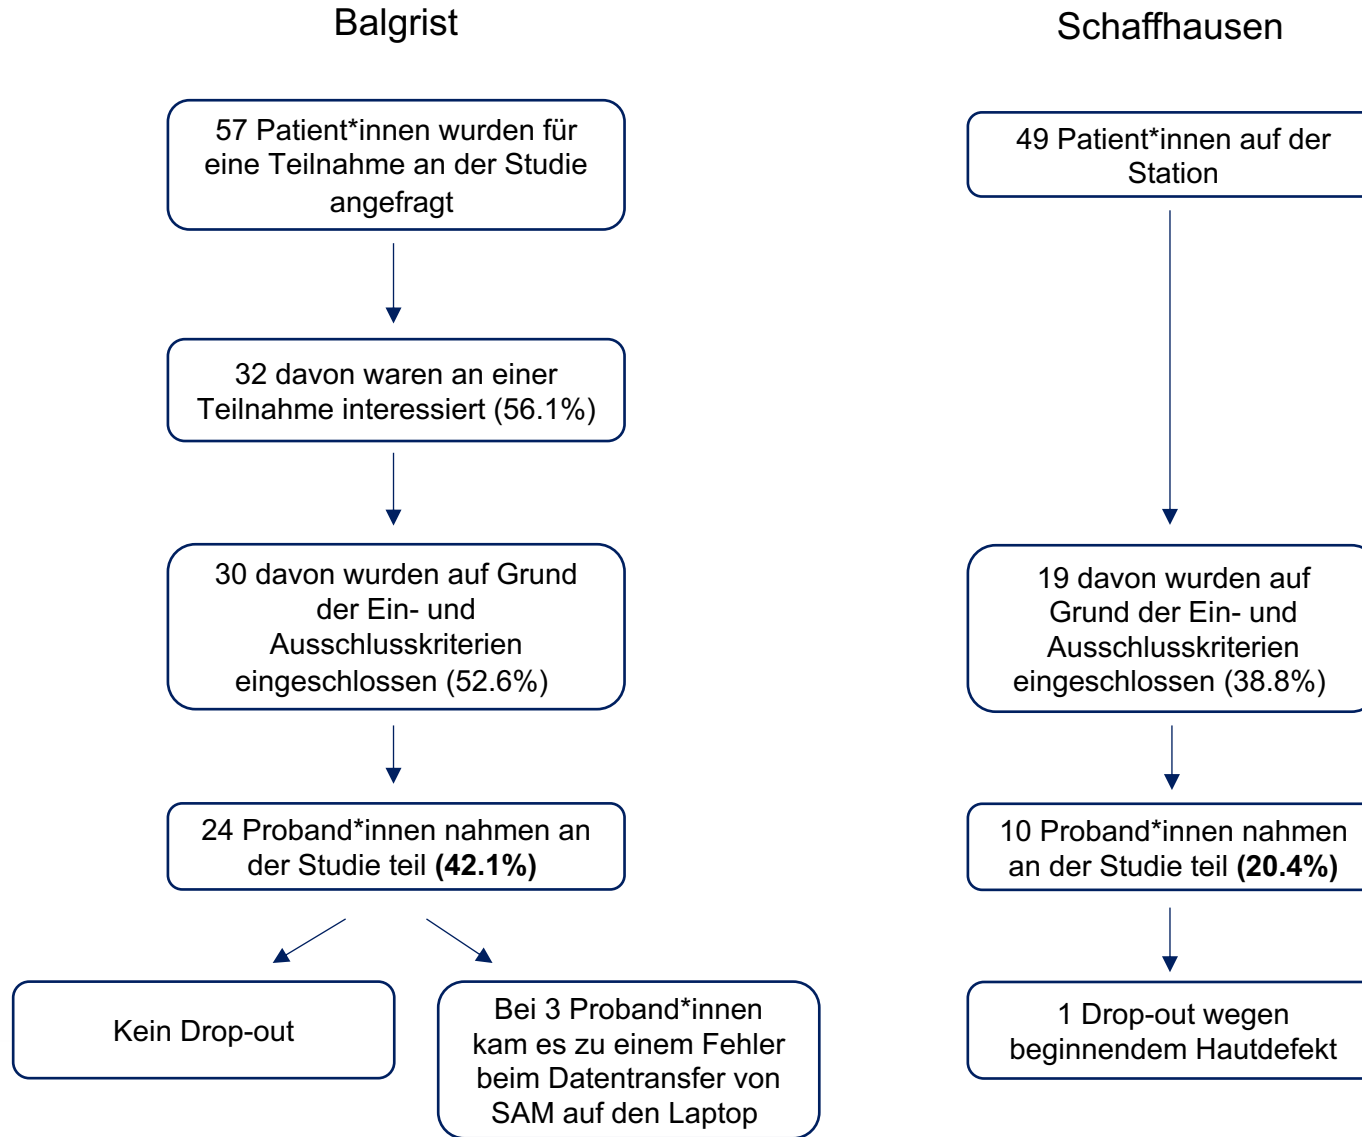 Balgrist
57 Patient*innen wurden für
eine Teilnahme an der Studie
angefragt
32 davon waren an einer
Teilnahme interessiert (56.1%)
30 davon wurden auf Grund
der Ein- und
Ausschlusskriterien
eingeschlossen (52.6%)
24 Proband*innen nahmen an
der Studie teil (42.1%)
Kein Drop-out
Bei 3 Proband*innen
kam es zu einem Fehler
beim Datentransfer von
SAM auf den Laptop
Schaffhausen
49 Patient*innen auf der
Station
19 davon wurden auf
Grund der Ein- und
Ausschlusskriterien
eingeschlossen (38.8%)
10 Proband*innen nahmen
an der Studie teil (20.4%)
1 Drop-out wegen
beginnendem Hautdefekt